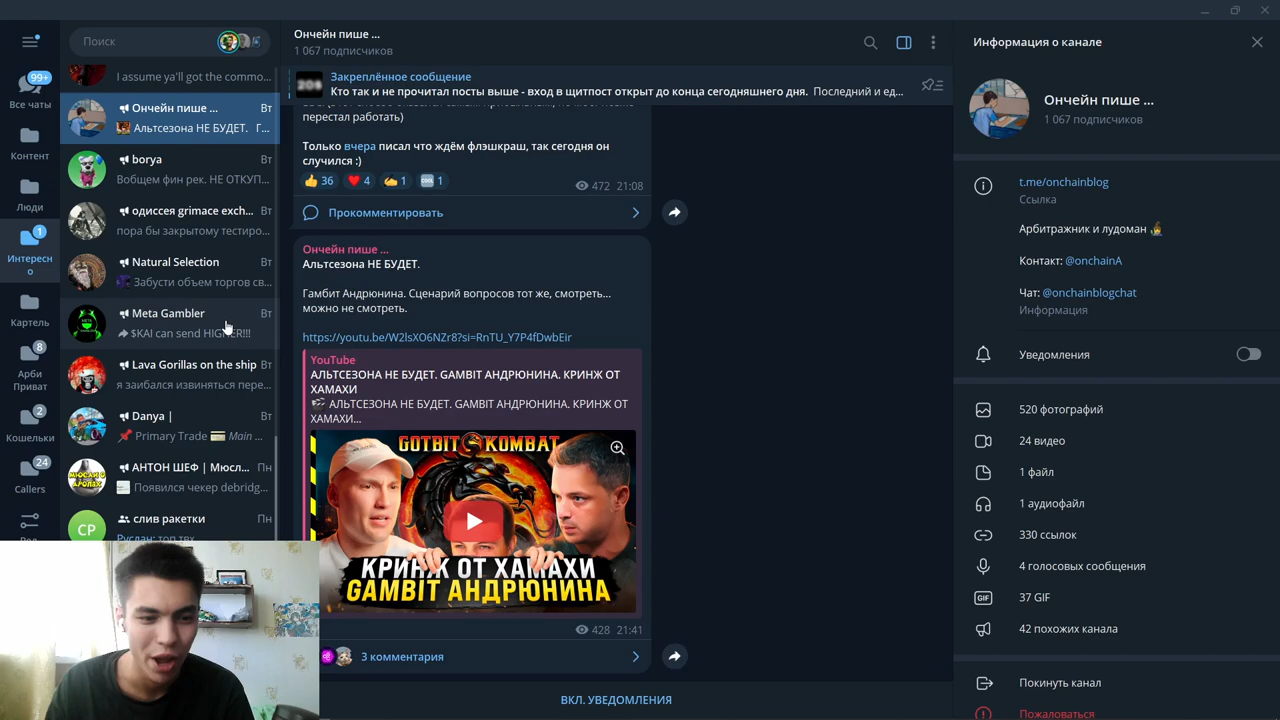 Поиск
99+
Все чаты
Контент
Люди
1
Интересн
о
Картель
8
Арби
Приват
2
Кошельки
24
Callers
I assume ya'll got the commo...
Ончейн пише ...
Вт
Альтсезона НЕ БУДЕТ. Г...
borya
Вт
Вобщем фин рек. НЕ ОТКУП...
одиссея grimace exch...
Вт
пора бы закрытому тестиро...
Natural Selection
Вт
Забусти объем торгов св...
Meta Gambler
Вт
$KAI can send HIGHER!!!
Lava Gorillas on the ship
Вт
я заибался извиняться пере...
Danya |
Вт
Primary Trade Main ...
АНТОН ШЕФ | Мюсл...
Пн
Появился чекер debridg...
CP
слив ракетки
Пн
Руслан: топ твх
Ончейн пише ...
1 067 подписчиков
Закреплённое сообщение
Кто так и не прочитал посты выше - вход в щитпост открыт до конца сегодняшнего дня. Последний и ед...
перестал работать)
Только вчера писал что ждём флэшкраш, так сегодня он
случился :)
36
4
1
1
472 21:08
Прокомментировать
Ончейн пише ...
Альтсезона НЕ БУДЕТ.
Гамбит Андрюнина. Сценарий вопросов тот же, смотреть...
можно не смотреть.
https://youtu.be/W2lsXO6NZr8?si=RnTU_Y7P4fDwbEir
YouTube
АЛЬТСЕЗОНА НЕ БУДЕТ. GAMBIT АНДРЮНИНА. КРИНЖ ОТ
ХАМАХИ
АЛЬТСЕЗОНА НЕ БУДЕТ. GAMBIT АНДРЮНИНА. КРИНЖ ОТ
ХАМАХИ...
GOTBIT KOMBAT
КРИНЖ ОТ ХАМАХИ
GAMBIT АНДРЮНИНА
428 21:41
3 комментария
ВКЛ. УВЕДОМЛЕНИЯ
Информация о канале
Ончейн пише ...
1 067 подписчиков
t.me/onchainblog
Ссылка
Арбитражник и лудоман
Контакт: @onchainA
Чат: @onchainblogchat
Информация
Уведомления
520 фотографий
24 видео
1 файл
1 аудиофайл
330 ссылок
4 голосовых сообщения
37 GIF
42 похожих канала
Покинуть канал
Пожаловаться